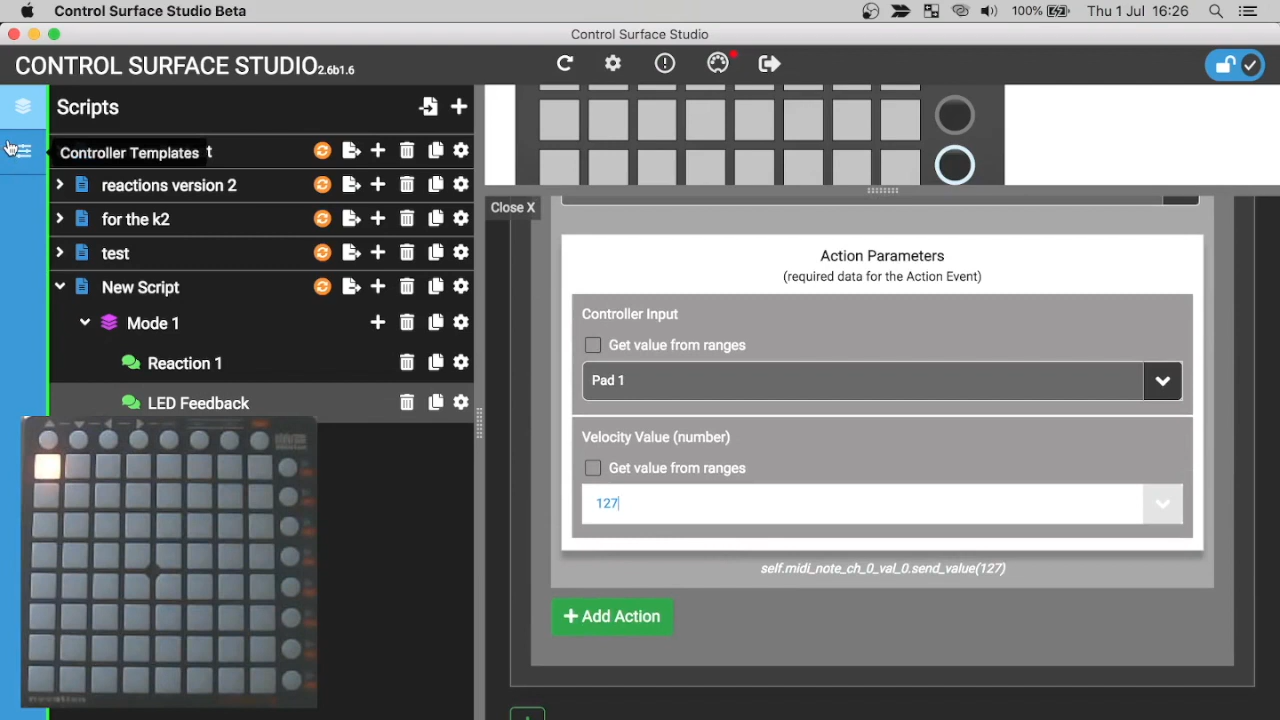 Control Surface Studio Beta
100%
Thu 1 Jul 16:26
Control Surface Studio
CONTROL SURFACE STUDIO 2.6b1.6
Scripts
Controller Templates
t
reactions version 2
for the k2
test
New Script
Mode 1
Reaction 1
LED Feedback
Close X
Action Parameters
(required data for the Action Event)
Controller Input
Get value from ranges
Pad 1
Velocity Value (number)
Get value from ranges
127
self.midi_note_ch_0_val_0.send_value(127)
+ Add Action